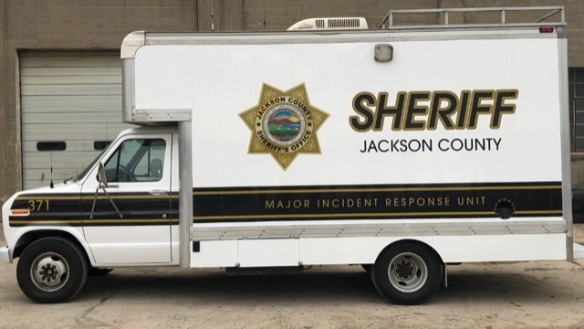 JACKSON COUNTY
SHERIFF'S OFFICE
SHERIFF
JACKSON COUNTY
371
MAJOR INCIDENT RESPONSE UNIT